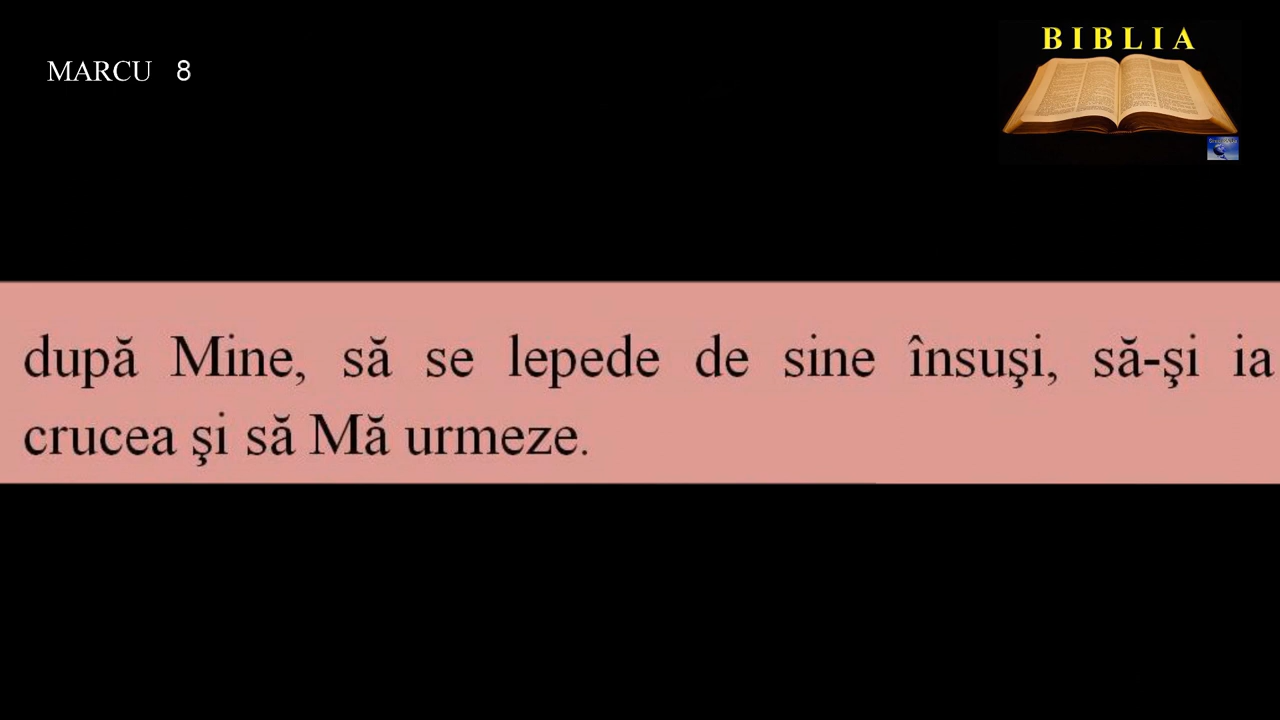 BIBLIA
MARCU 8
după Mine, să se lepede de sine însuşi, să-şi ia
crucea şi să Mă urmeze.